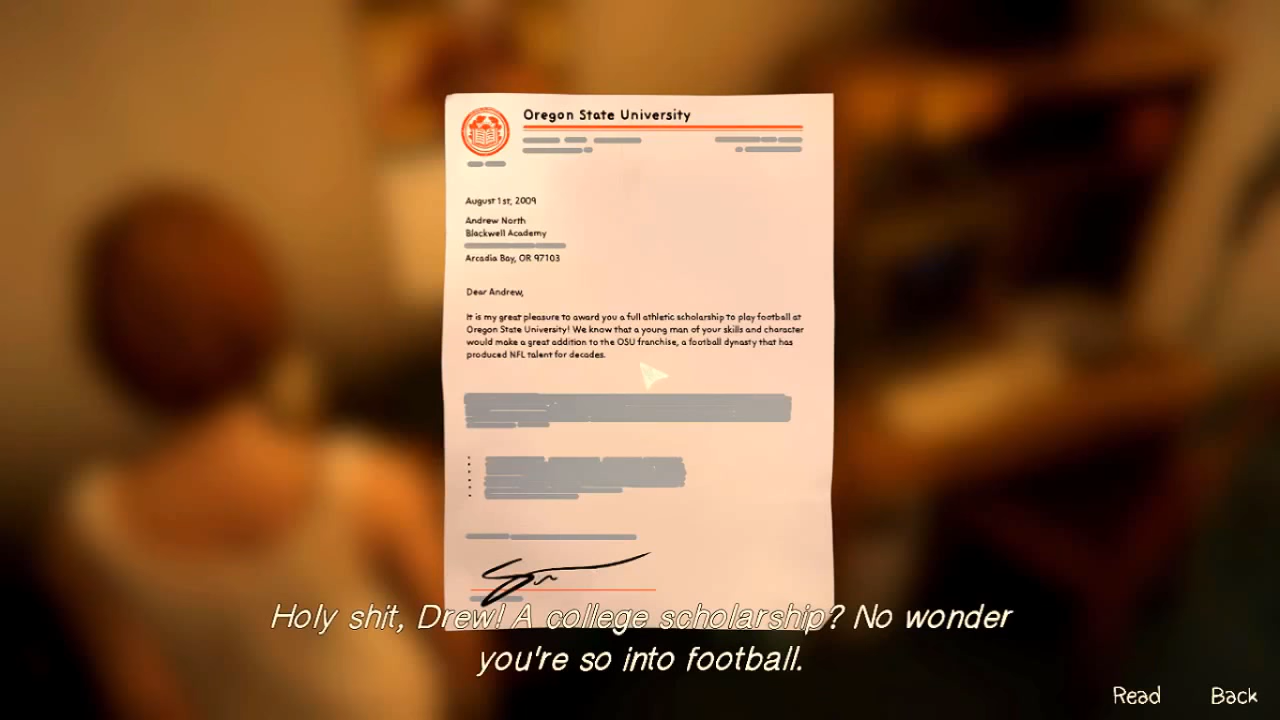 Oregon State University
August 1st, 2009
Andrew North
Blackwell Academy
Arcadia Bay, OR 97103
Dear Andrew,
It is my great pleasure to award you a full athletic scholarship to play football at
Oregon State University! We know that a young man of your skills and character
would make a great addition to the OSU franchise, a football dynasty that has
produced NFL talent for decades.
Holy shit, Drew! A college scholarship? No wonder
you're so into football.
Read Back